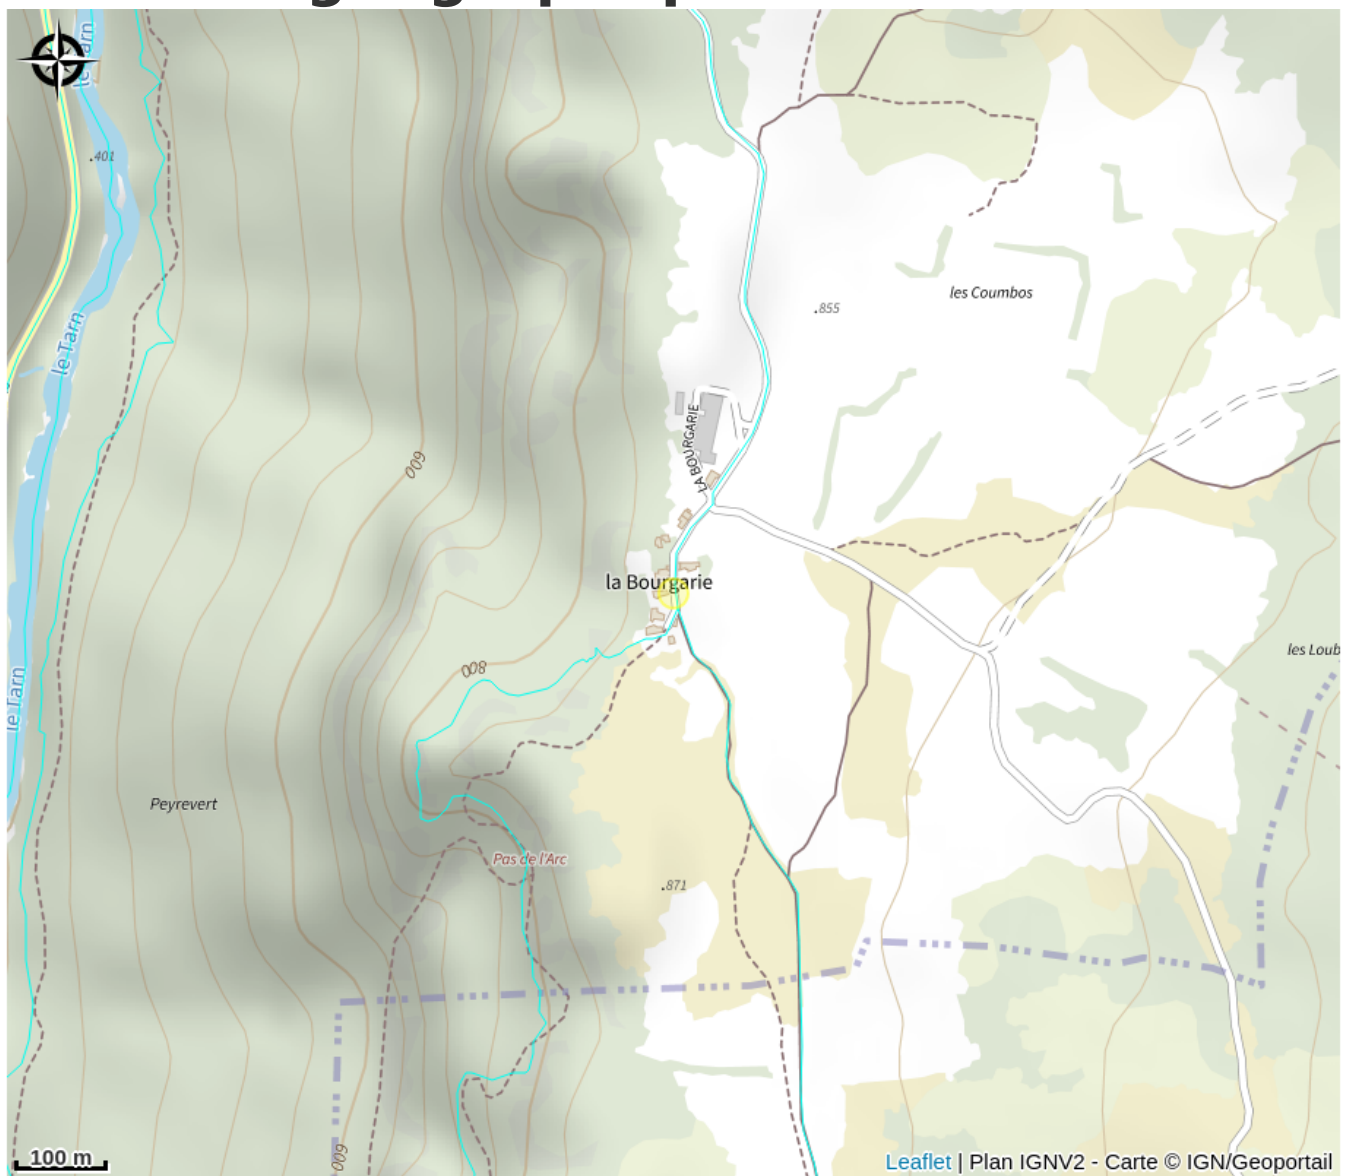 le Tarn
.401
les Coumbos
.855
le Tarn
LA BOURGARIE
600
la Bourgarie
les Loub
800
le Tarn
Peyrevert
Pas de l'Arc
.871
600
100 m
Leaflet | Plan IGNV2 - Carte © IGN/Geoportail